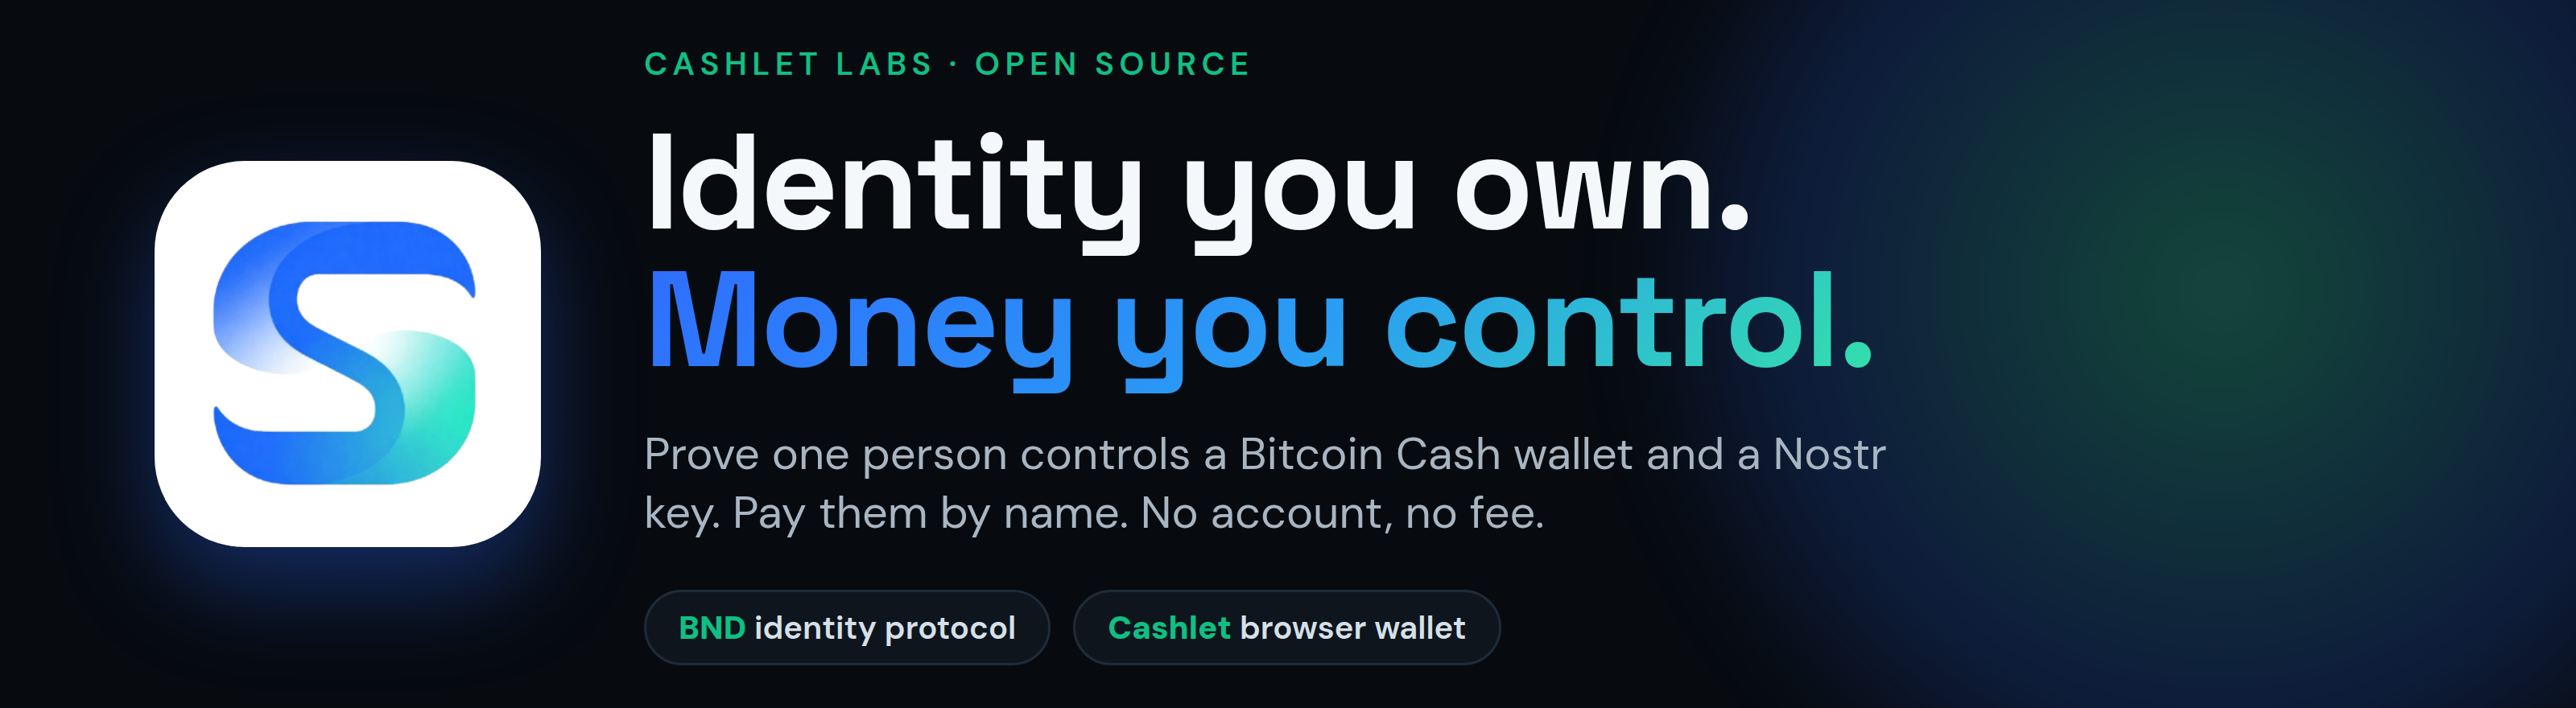 CASHLET LABS · OPEN SOURCE
Identity you own.
Money you control.
Prove one person controls a Bitcoin Cash wallet and a Nostr
key. Pay them by name. No account, no fee.
BND identity protocol
Cashlet browser wallet